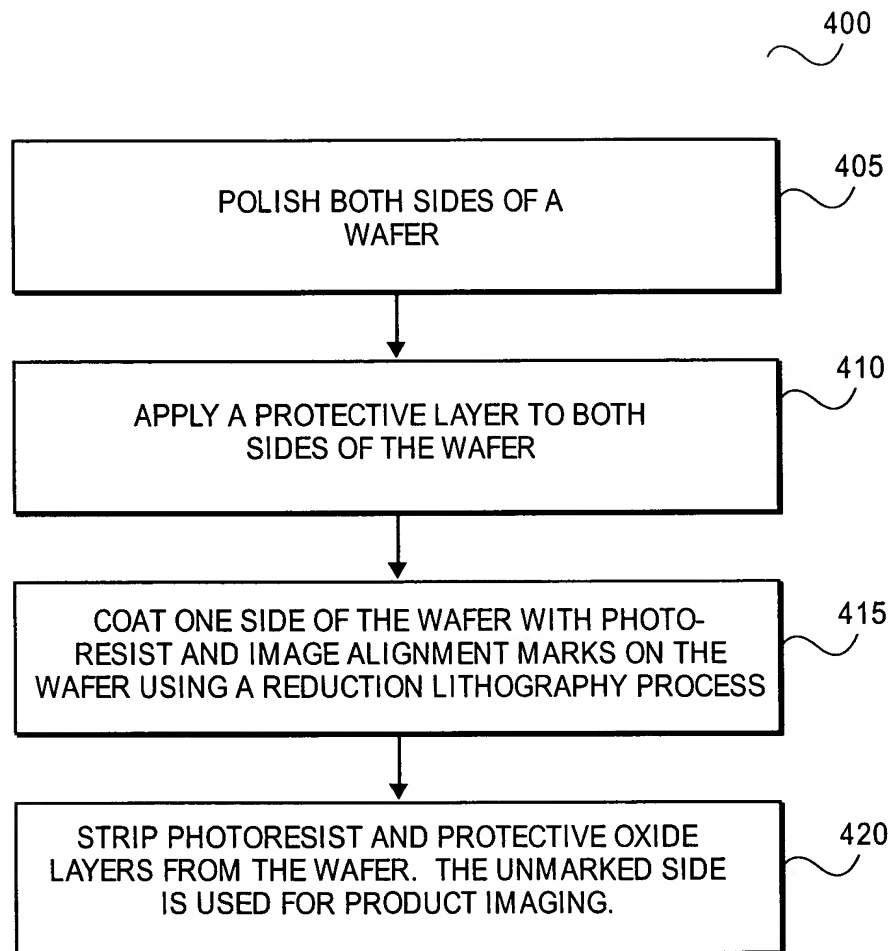 400
POLISH BOTH SIDES OF A
WAFER
405
APPLY A PROTECTIVE LAYER TO BOTH
SIDES OF THE WAFER
410
COAT ONE SIDE OF THE WAFER WITH PHOTO-
RESIST AND IMAGE ALIGNMENT MARKS ON THE
WAFER USING A REDUCTION LITHOGRAPHY PROCESS
415
STRIP PHOTORESIST AND PROTECTIVE OXIDE
LAYERS FROM THE WAFER.  THE UNMARKED SIDE
IS USED FOR PRODUCT IMAGING.
420